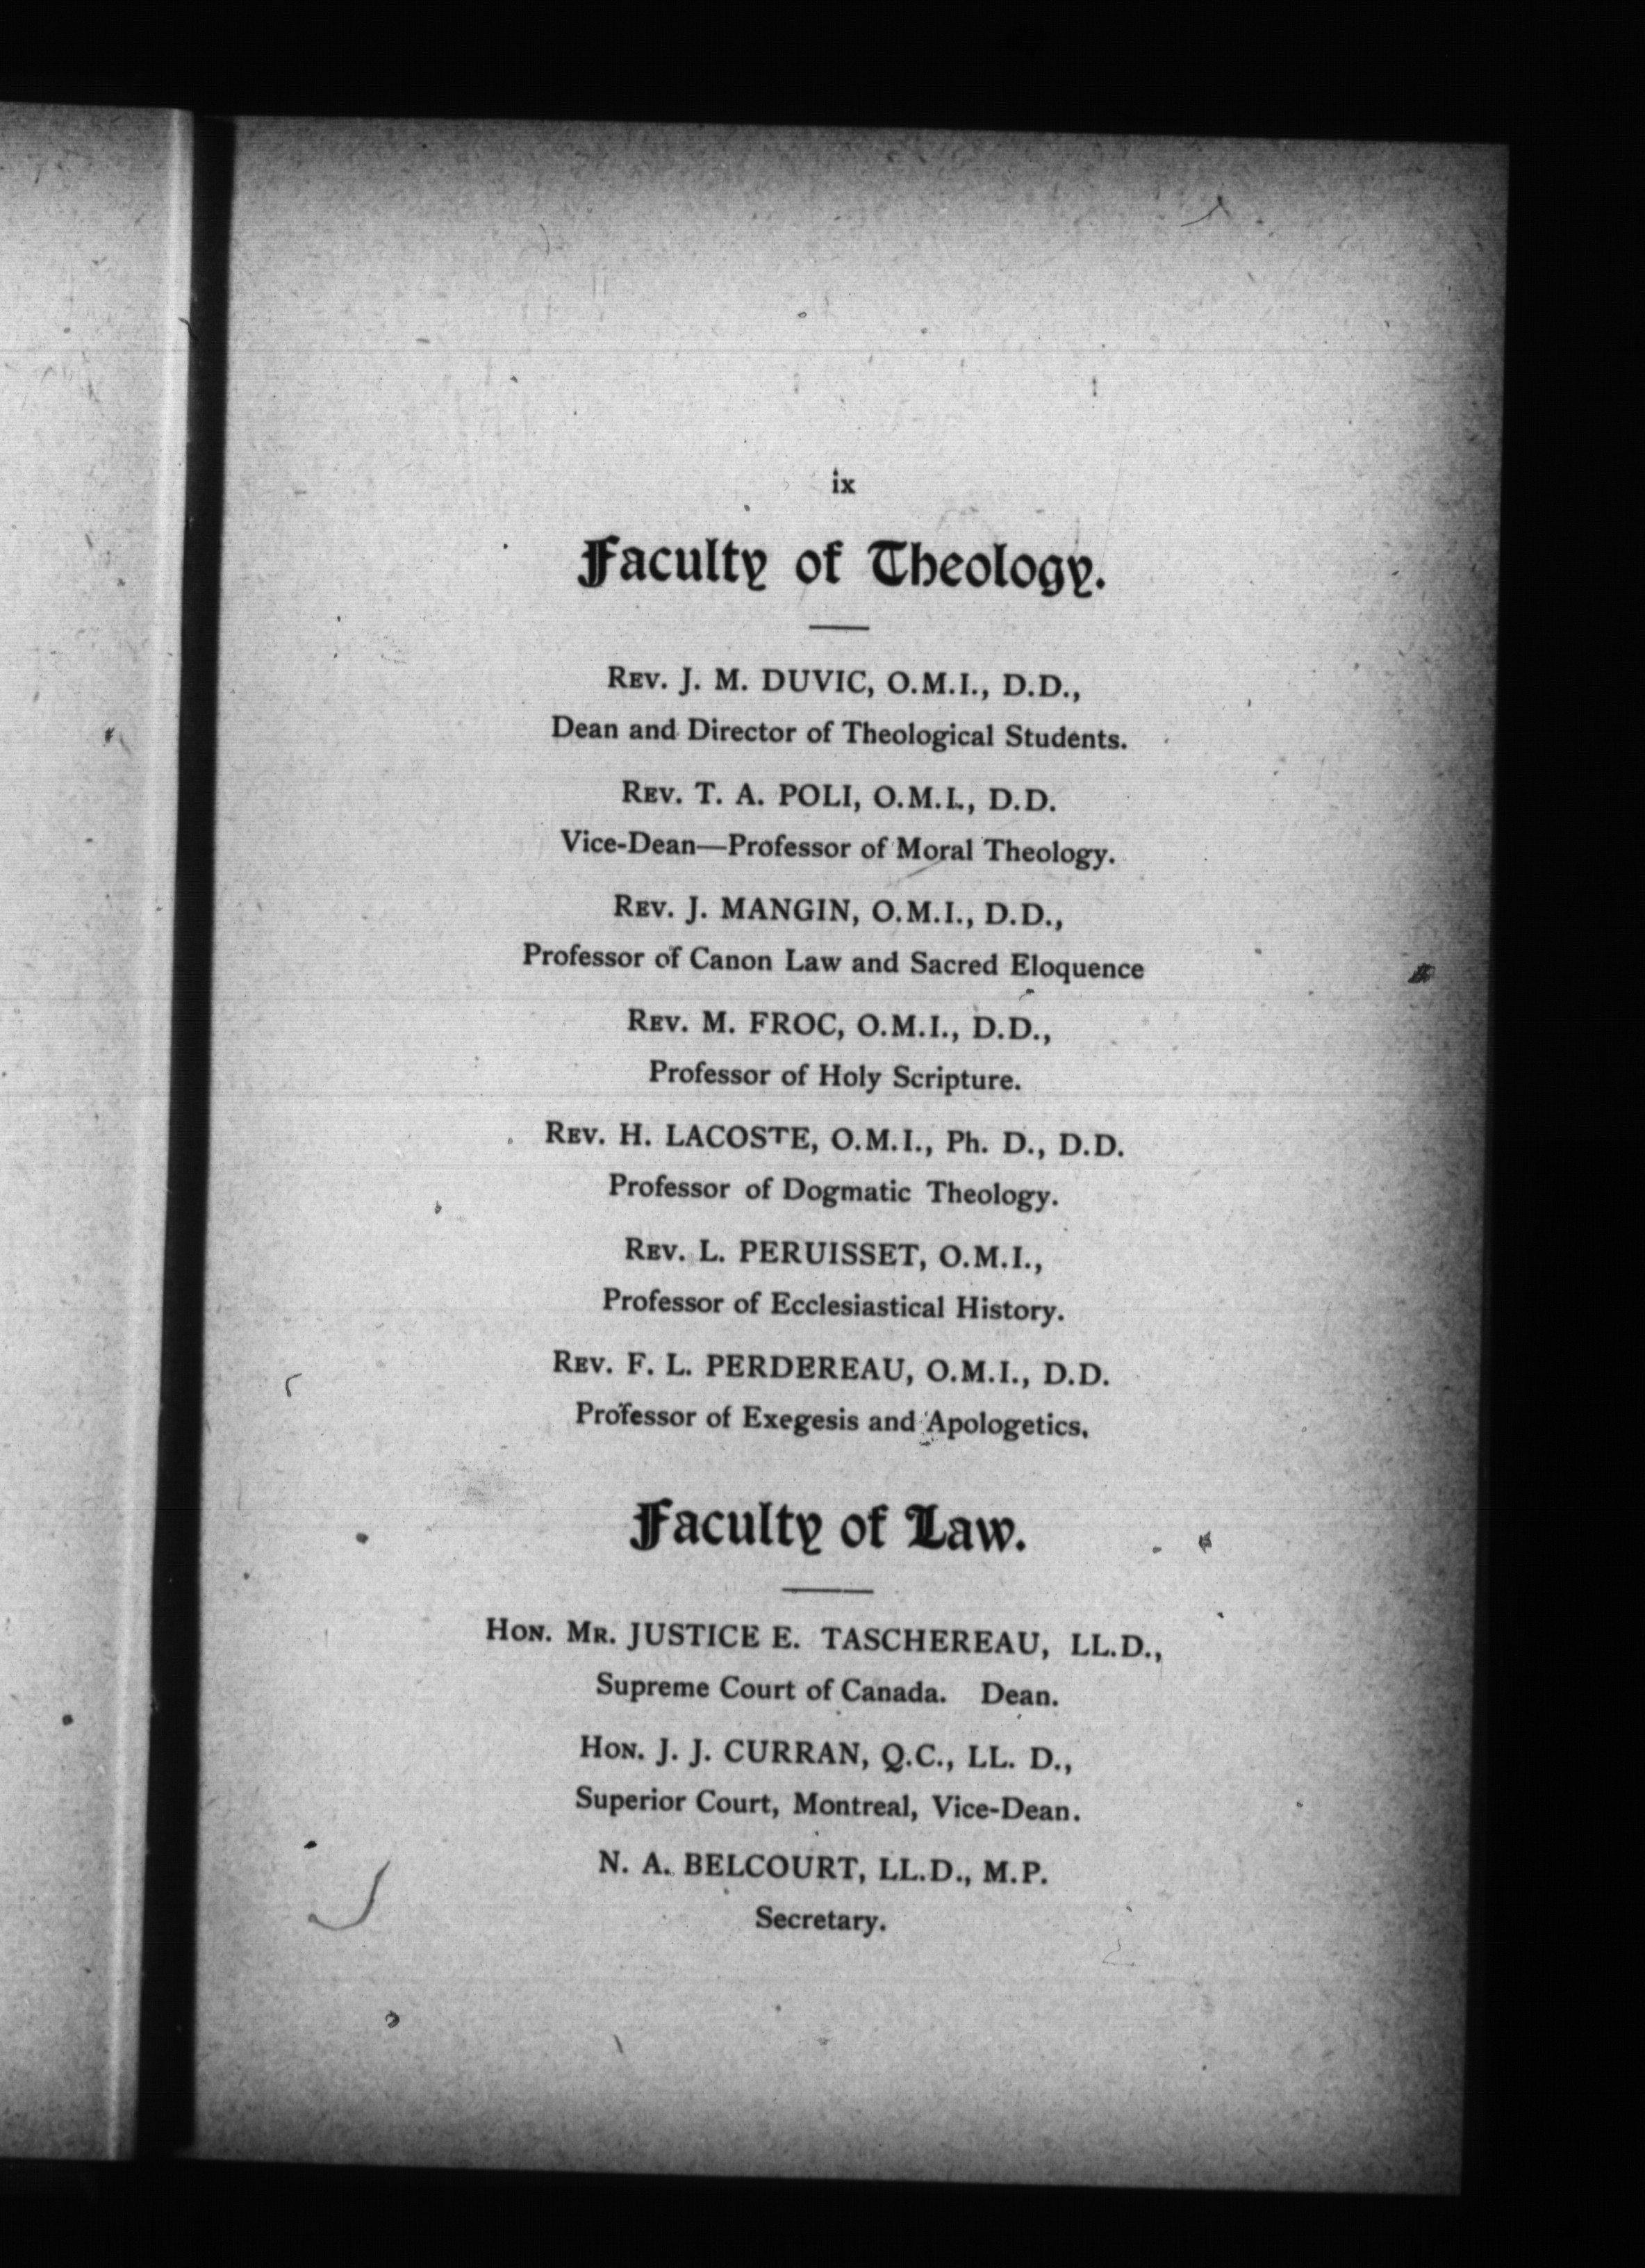 ix
Faculty of Theology.
REV. J. M. DUVIC, O.M.I., D.D.,
Dean and Director of Theological Students.
REV. T. A. POLI, O.M.I., D.D.
Vice-Dean—Professor of Moral Theology.
REV. J. MANGIN, O.M.I., D.D.,
Professor of Canon Law and Sacred Eloquence
REV. M. FROC, O.M.I., D.D.,
Professor of Holy Scripture.
REV. H. LACOSTE, O.M.I., Ph. D., D.D.
Professor of Dogmatic Theology.
REV. L. PERUISSET, O.M.I.,
Professor of Ecclesiastical History.
REV. F. L. PERDEREAU, O.M.I., D.D.
Professor of Exegesis and Apologetics.
Faculty of Law.
HON. MR. JUSTICE E. TASCHEREAU, LL.D.,
Supreme Court of Canada. Dean.
HON. J. J. CURRAN, Q.C., LL. D.,
Superior Court, Montreal, Vice-Dean.
N. A. BELCOURT, LL.D., M.P.
Secretary.